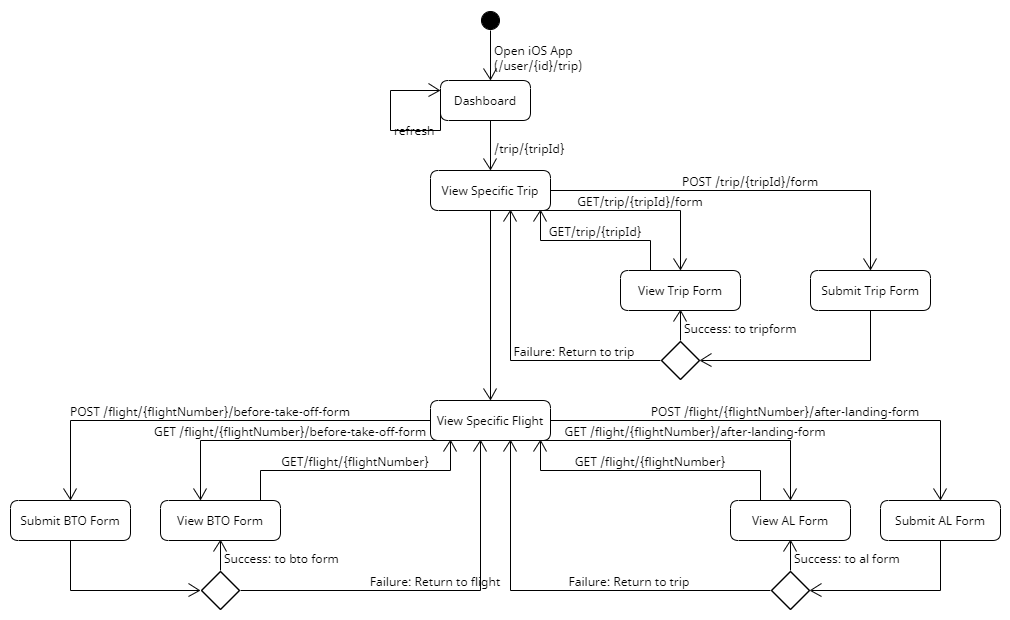 Open iOS App
(/user/{id}/trip)
Dashboard
refresh
/trip/{tripId}
View Specific Trip
POST /trip/{tripId}/form
GET/trip/{tripId}/form
GET/trip/{tripId}
View Trip Form
Submit Trip Form
Success: to tripform
Failure: Return to trip
View Specific Flight
POST /flight/{flightNumber}/before-take-off-form
POST /flight/{flightNumber}/after-landing-form
GET /flight/{flightNumber}/before-take-off-form
GET /flight/{flightNumber}/after-landing-form
GET/flight/{flightNumber}
GET /flight/{flightNumber}
Submit BTO Form
View BTO Form
View AL Form
Submit AL Form
Success: to bto form
Success: to al form
Failure: Return to flight
Failure: Return to trip